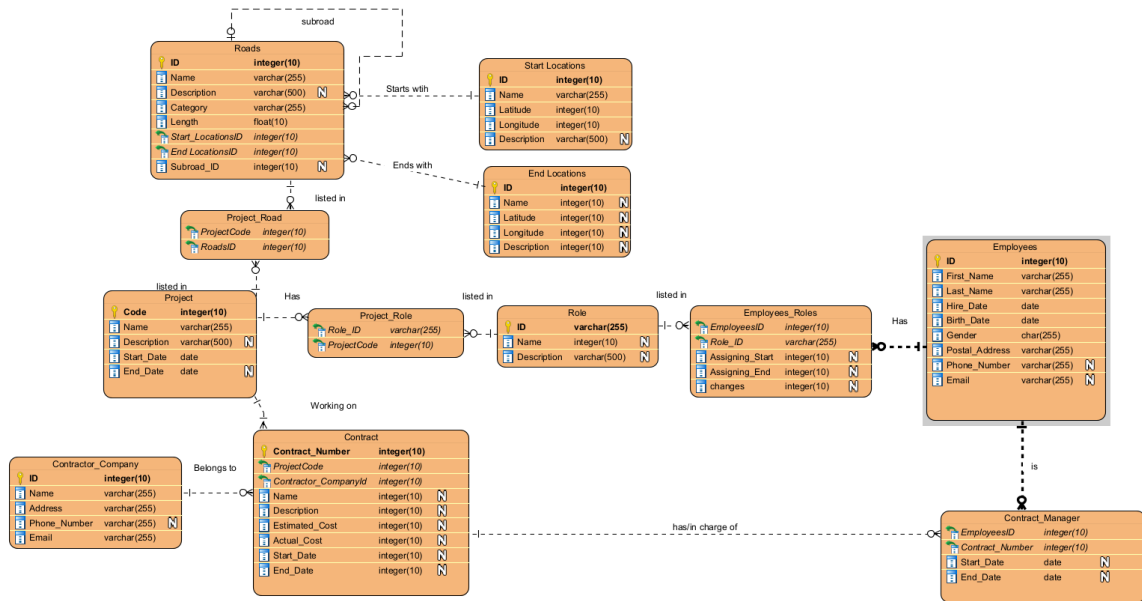 subroad
Roads
ID integer(10)
Name varchar(255)
Description varchar(500) N
Category varchar(255)
Length float(10)
Start_LocationsID integer(10)
End LocationsID integer(10)
Subroad_ID integer(10) N
Starts wtih
Start Locations
ID integer(10)
Name varchar(255)
Latitude integer(10)
Longitude integer(10)
Description varchar(500) N
Ends with
End Locations
ID integer(10)
Name integer(10) N
Latitude integer(10) N
Longitude integer(10) N
Description integer(10) N
listed in
Project_Road
ProjectCode integer(10)
RoadsID integer(10)
listed in
Project
Code integer(10)
Name varchar(255)
Description varchar(500) N
Start_Date date
End_Date date N
Has
Project_Role
Role_ID varchar(255)
ProjectCode integer(10)
listed in
Role
ID varchar(255)
Name integer(10) N
Description varchar(500) N
listed in
Employees_Roles
EmployeesID integer(10)
Role_ID varchar(255)
Assigning_Start integer(10) N
Assigning_End integer(10) N
changes integer(10) N
Has
Employees
ID integer(10)
First_Name varchar(255)
Last_Name varchar(255)
Hire_Date date
Birth_Date date
Gender char(255)
Postal_Address varchar(255)
Phone_Number varchar(255) N
Email varchar(255) N
Working on
Contract
Contract_Number integer(10)
ProjectCode integer(10)
Contractor_CompanyId integer(10)
Name integer(10) N
Description integer(10) N
Estimated_Cost integer(10) N
Actual_Cost integer(10) N
Start_Date integer(10) N
End_Date integer(10) N
Belongs to
Contractor_Company
ID integer(10)
Name varchar(255)
Address varchar(255)
Phone_Number varchar(255) N
Email varchar(255)
has/in charge of
is
Contract_Manager
EmployeesID integer(10)
Contract_Number integer(10)
Start_Date date N
End_Date date N